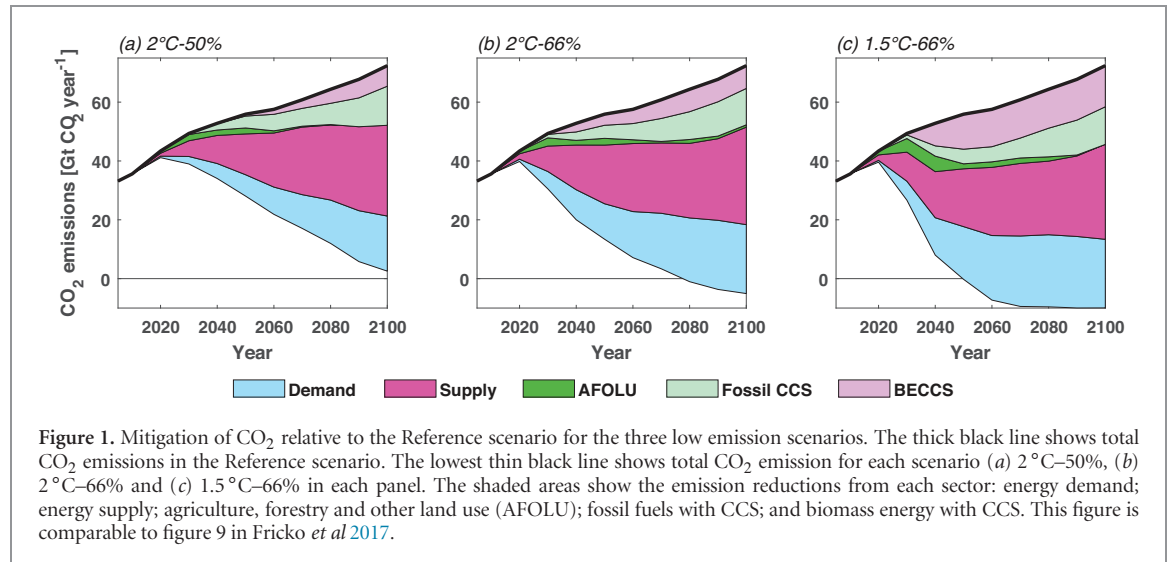 (a) 2°C-50%
(b) 2°C-66%
(c) 1.5°C-66%
CO2 emissions [Gt CO2 year-1]
60
40
20
0
2020 2040 2060 2080 2100
Year
60
40
20
0
2020 2040 2060 2080 2100
Year
60
40
20
0
2020 2040 2060 2080 2100
Year
Demand Supply AFOLU Fossil CCS BECCS
Figure 1. Mitigation of CO2 relative to the Reference scenario for the three low emission scenarios. The thick black line shows total
CO2 emissions in the Reference scenario. The lowest thin black line shows total CO2 emission for each scenario (a) 2 °C–50%, (b)
2 °C–66% and (c) 1.5 °C–66% in each panel. The shaded areas show the emission reductions from each sector: energy demand;
energy supply; agriculture, forestry and other land use (AFOLU); fossil fuels with CCS; and biomass energy with CCS. This figure is
comparable to figure 9 in Fricko et al 2017.